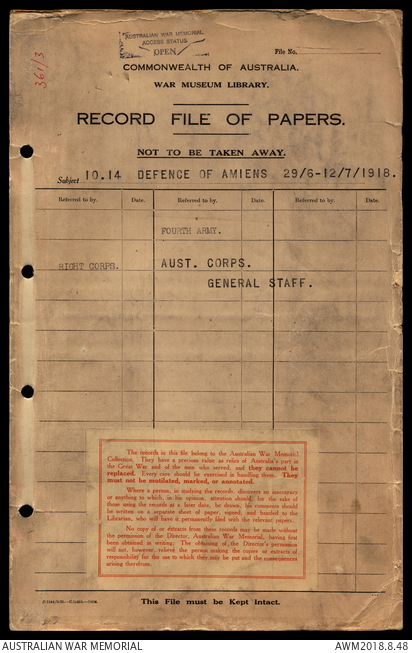 AUSTRALIAN WAR MEMORIAL
ACCESS STATUS
OPEN
361/3
File No.
COMMONWEALTH OF AUSTRALIA.
WAR MUSEUM LIBRARY.
RECORD FILE OF PAPERS.
NOT TO BE TAKEN AWAY.
Subject 10.14 DEFENCE OF AMIENS 29/6-12/7/1918.
Referred to by. Date. Referred to by. Date. Referred to by. Date.
FOURTH ARMY.
RIGHT CORPS. AUST. CORPS.
GENERAL STAFF.
The records in this file belong to the Australian War Memorial
Collection. They have a precious value as relics of Australia's part in
the Great War and of the men who served, and they cannot be
replaced. Every care should be exercised in handling them. They
must not be mutilated, marked, or annotated.
Where a person, in studying the records, discovers an inaccuracy
or anything to which, in his opinion, attention should, for the sake of
those using the records at a later date, be drawn, his comments should
be written on a separate sheet of paper, signed, and handed to the
Librarian, who will have it permanently filed with the relevant papers.
No copy of or extracts from these records may be made without
the permission of the Director, Australian War Memorial, having first
been obtained in writing. The obtaining of the Director's permission
will not, however, relieve the person making the copies or extracts of
responsibility for the use to which they may be put and the consequences
arising therefrom.
This File must be Kept Intact.
AUSTRALIAN WAR MEMORIAL
AWM2018.8.48